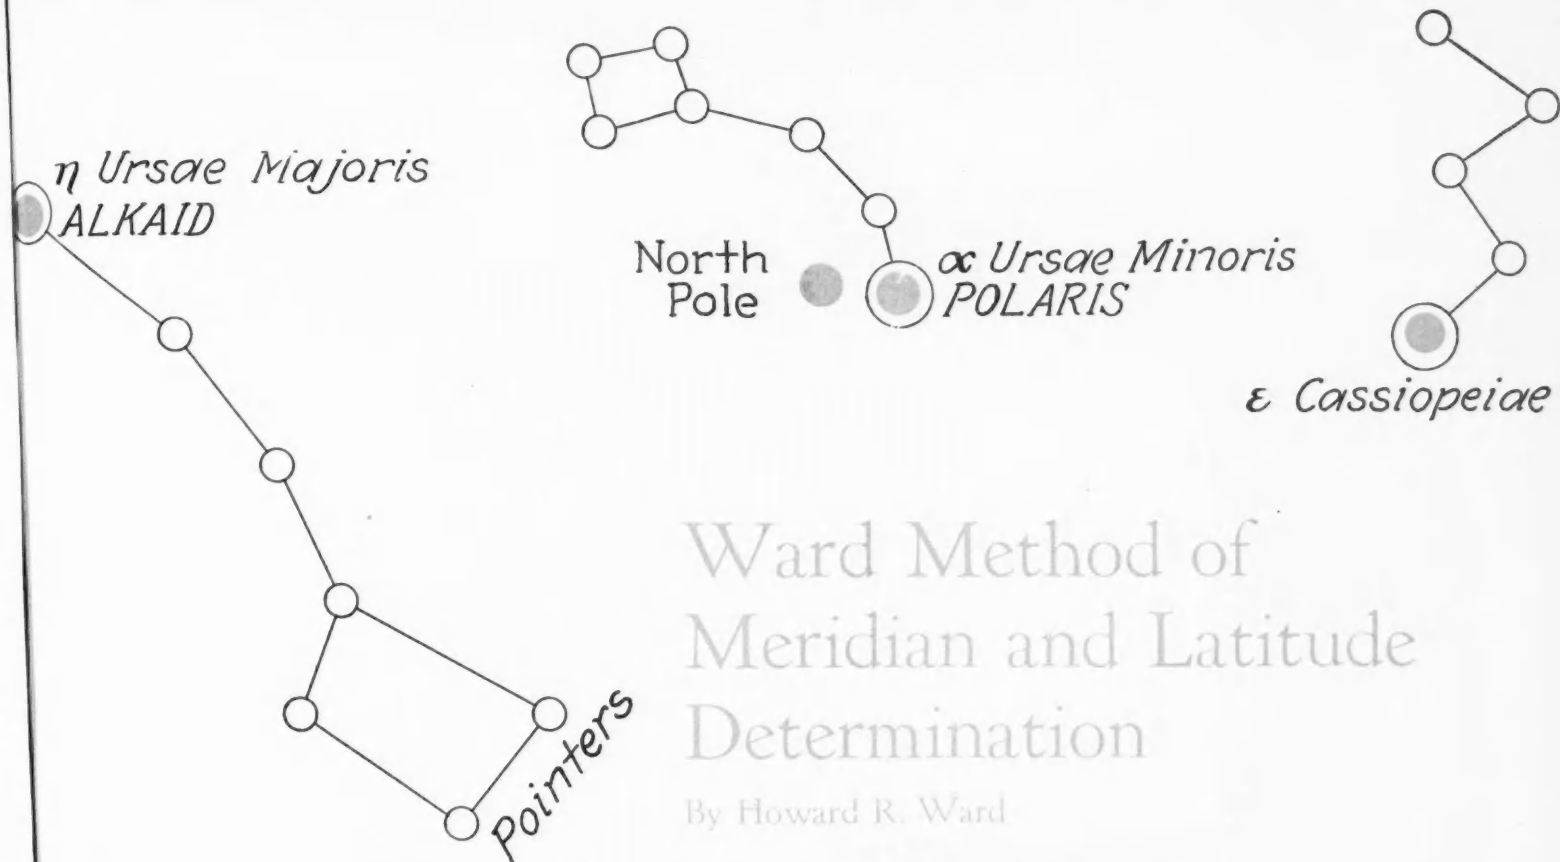 η Ursae Majoris
ALKAID
North
Pole
α Ursae Minoris
POLARIS
ε Cassiopeiae
Pointers
Ward Method of
Meridian and Latitude
Determination
By Howard R. Ward